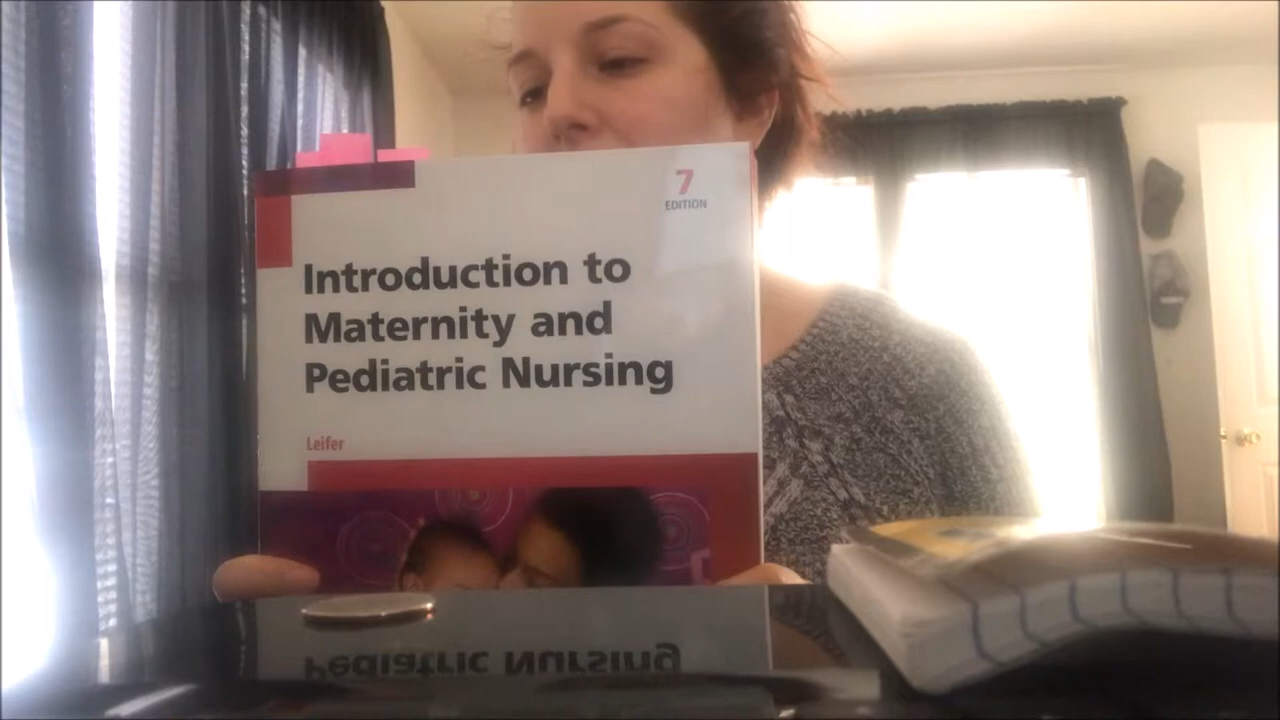 7
EDITION
Introduction to
Maternity and
Pediatric Nursing
Leifer
Pediatric Nursing